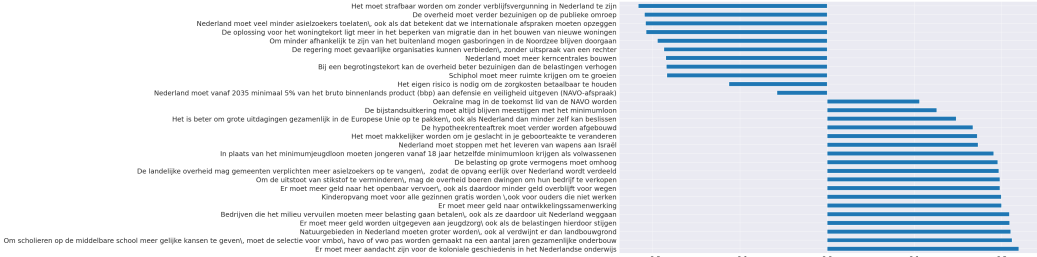 Het moet strafbaar worden om zonder verblijfsvergunning in Nederland te zijn
De overheid moet verder bezuinigen op de publieke omroep
Nederland moet veel minder asielzoekers toelaten\, ook als dat betekent dat we internationale afspraken moeten opzeggen
De oplossing voor het woningtekort ligt meer in het beperken van migratie dan in het bouwen van nieuwe woningen
Om minder afhankelijk te zijn van het buitenland mogen gasboringen in de Noordzee blijven doorgaan
De regering moet gevaarlijke organisaties kunnen verbieden\, zonder uitspraak van een rechter
Nederland moet meer kerncentrales bouwen
Bij een begrotingstekort kan de overheid beter bezuinigen dan de belastingen verhogen
Schiphol moet meer ruimte krijgen om te groeien
Het eigen risico is nodig om de zorgkosten betaalbaar te houden
Nederland moet vanaf 2035 minimaal 5% van het bruto binnenlands product (bbp) aan defensie en veiligheid uitgeven (NAVO-afspraak)
Oekraïne mag in de toekomst lid van de NAVO worden
De bijstandsuitkering moet altijd blijven meestijgen met het minimumloon
Het is beter om grote uitdagingen gezamenlijk in de Europese Unie op te pakken\, ook als Nederland dan minder zelf kan beslissen
De hypotheekrenteaftrek moet verder worden afgebouwd
Het moet makkelijker worden om je geslacht in je geboorteakte te veranderen
Nederland moet stoppen met het leveren van wapens aan Israël
In plaats van het minimumjeugdloon moeten jongeren vanaf 18 jaar hetzelfde minimumloon krijgen als volwassenen
De belasting op grote vermogens moet omhoog
De landelijke overheid mag gemeenten verplichten meer asielzoekers op te vangen\,  zodat de opvang eerlijk over Nederland wordt verdeeld
Om de uitstoot van stikstof te verminderen\, mag de overheid boeren dwingen om hun bedrijf te verkopen
Er moet meer geld naar het openbaar vervoer\, ook als daardoor minder geld overblijft voor wegen
Kinderopvang moet voor alle gezinnen gratis worden \,ook voor ouders die niet werken
Er moet meer geld naar ontwikkelingssamenwerking
Bedrijven die het milieu vervuilen moeten meer belasting gaan betalen\, ook als ze daardoor uit Nederland weggaan
Er moet meer geld worden uitgegeven aan jeugdzorg\, ook als de belastingen hierdoor stijgen
Natuurgebieden in Nederland moeten groter worden\, ook al verdwijnt er dan landbouwgrond
Om scholieren op de middelbare school meer gelijke kansen te geven\, moet de selectie voor vmbo\, havo of vwo pas worden gemaakt na een aantal jaren gezamenlijke onderbouw
Er moet meer aandacht zijn voor de koloniale geschiedenis in het Nederlandse onderwijs